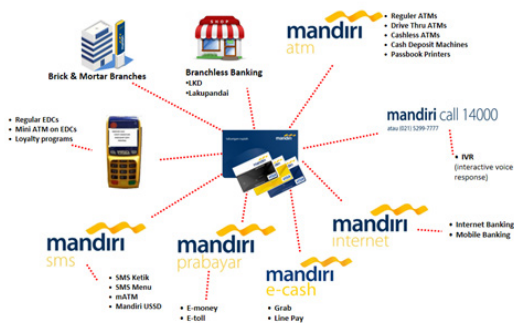 Brick & Mortar Branches
Branchless Banking
•LKD
•Lakupandai
mandiri
atm
• Reguler ATMs
• Drive Thru ATMs
• Cashless ATMs
• Cash Deposit Machines
• Passbook Printers
• Regular EDCs
• Mini ATM on EDCs
• Loyalty programs
mandiri
mandiri call 14000
atau (021) 5299-7777
• IVR
(interactive voice
response)
mandiri
internet
• Internet Banking
• Mobile Banking
mandiri
sms
• SMS Ketik
• SMS Menu
• mATM
• Mandiri USSD
mandiri
prabayar
• E-money
• E-toll
mandiri
e-cash
• Grab
• Line Pay